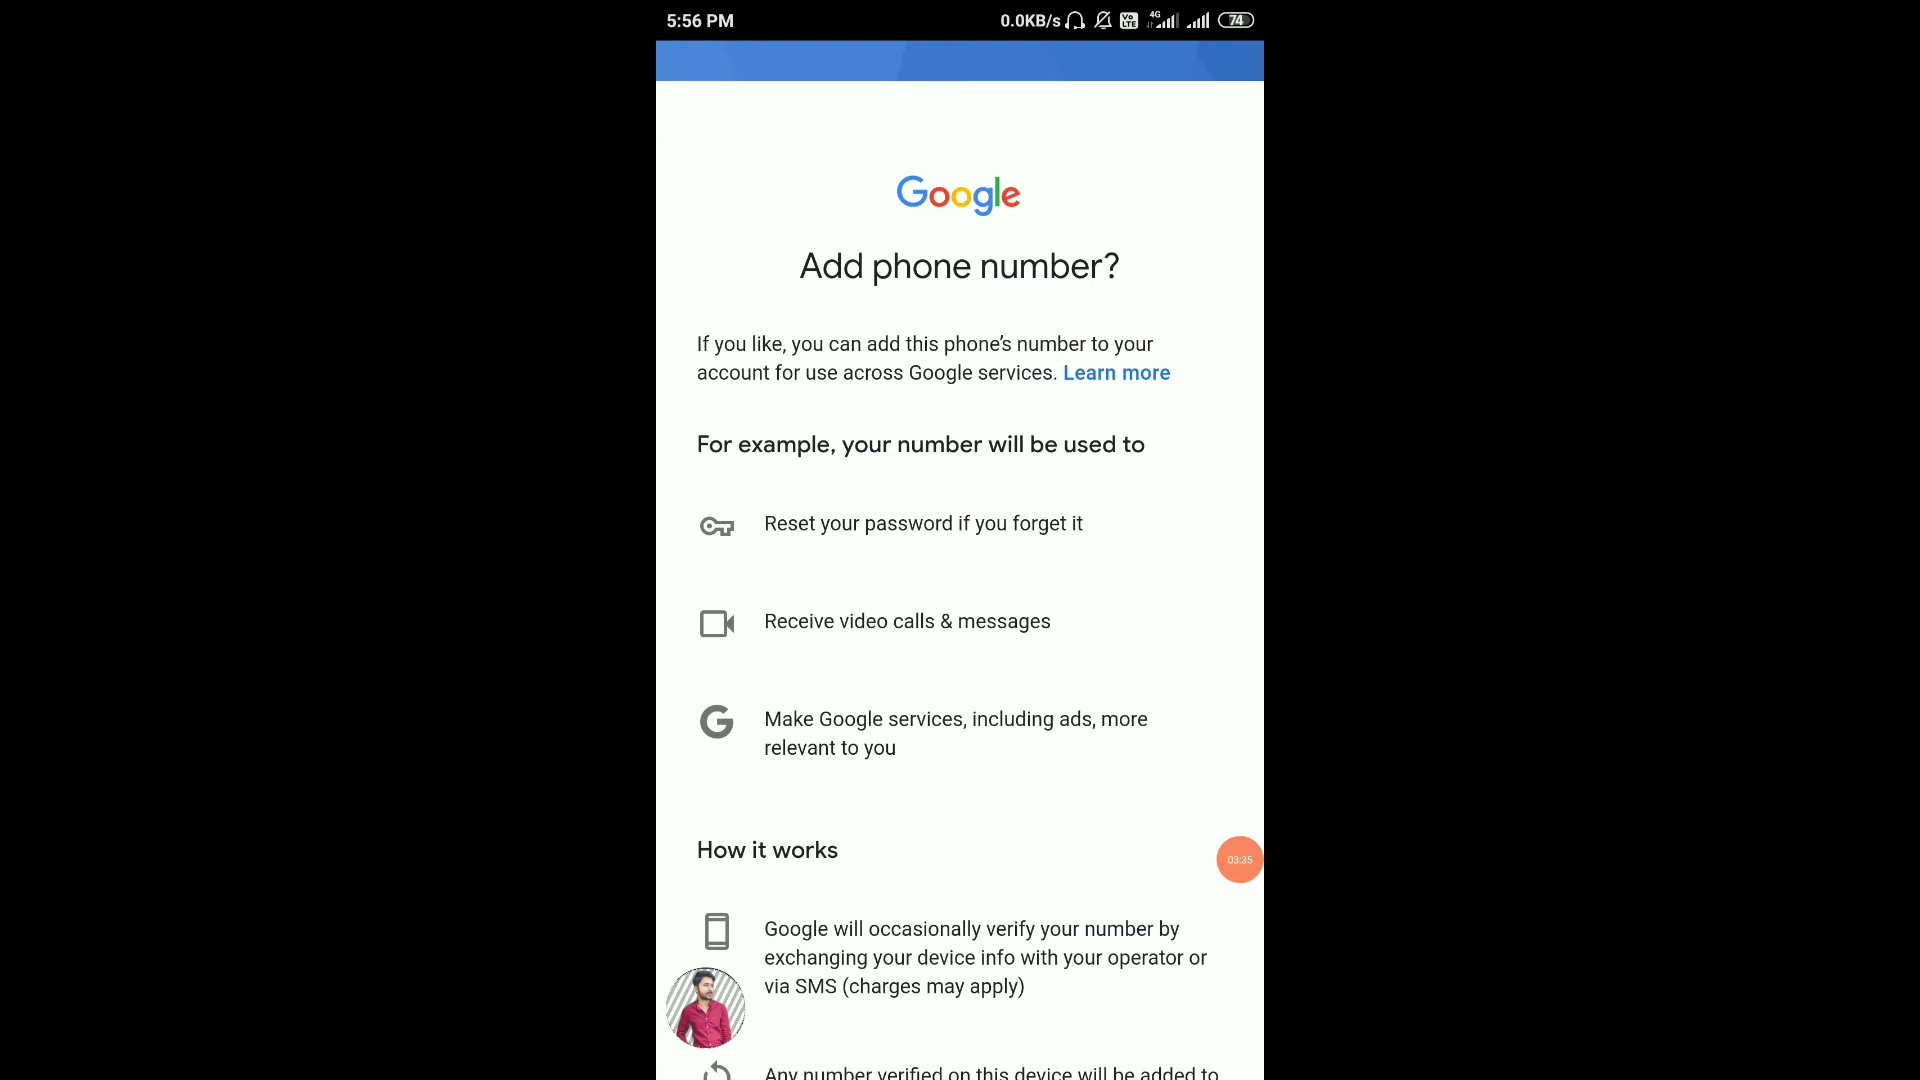 5:56 PM 0.0KB/s Vo LTE 4G 74
Google
Add phone number?
If you like, you can add this phone's number to your
account for use across Google services. Learn more
For example, your number will be used to
Reset your password if you forget it
Receive video calls & messages
G Make Google services, including ads, more
relevant to you
How it works
03:35
Google will occasionally verify your number by
exchanging your device info with your operator or
via SMS (charges may apply)
Any number verified on this device will be added to